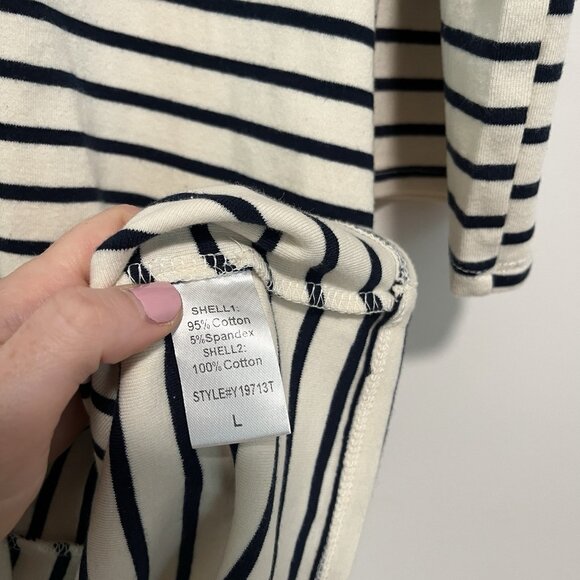 SHELL1:
95% Cotton
5%Spandex
SHELL2:
100% Cotton
STYLE#Y19713T
L